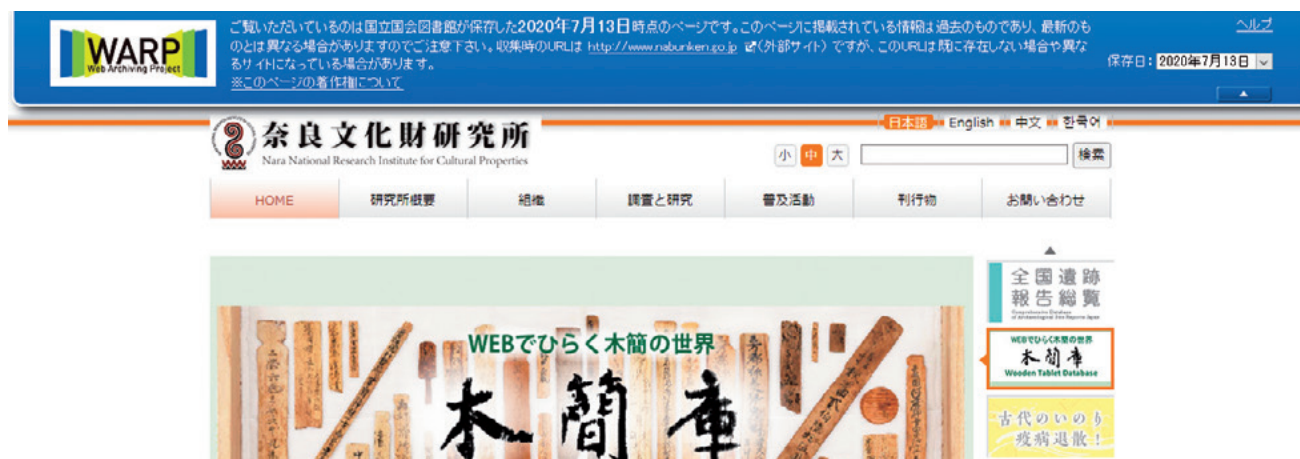 WARP
Web Archiving Project
ご覧いただいているのは国立国会図書館が保存した2020年7月13日時点のページです。このページに掲載されている情報は過去のものであり、最新のも
のとは異なる場合がありますのでご注意下さい。収集時のURLは http://www.nabunken.go.jp (外部サイト) ですが、このURLは既に存在しない場合や異な
るサイトになっている場合があります。
※このページの著作権について
ヘルプ
保存日: 2020年7月13日
奈良文化財研究所
Nara National Research Institute for Cultural Properties
日本語 English 中文 한국어
小 中 大
検索
HOME 研究所概要 組織 調査と研究 普及活動 刊行物 お問い合わせ
WEBでひらく木簡の世界
木簡庫
全国遺跡
報告総覧
Comprehensive Database
of Archaeological Site Reports Japan
WEBでひらく木簡の世界
木簡庫
Wooden Tablet Database
古代のいのり
疫病退散!